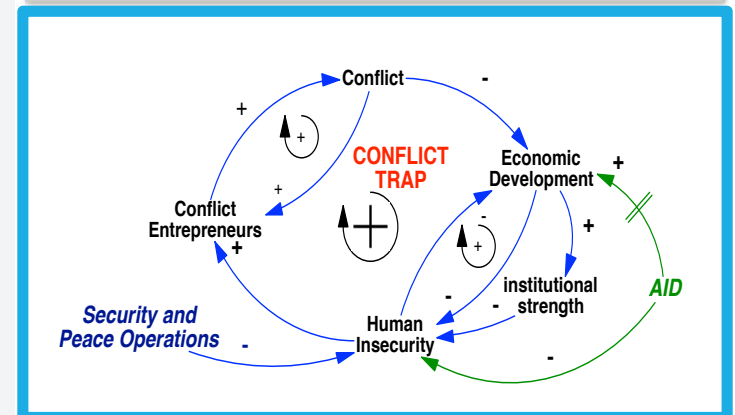 Conflict
-
+
+
+
CONFLICT
TRAP
+
Economic
Development
+
Conflict
Entrepreneurs
+
-
+
+
institutional
strength
AID
-
-
Security and
Peace Operations
-
Human
Insecurity
-